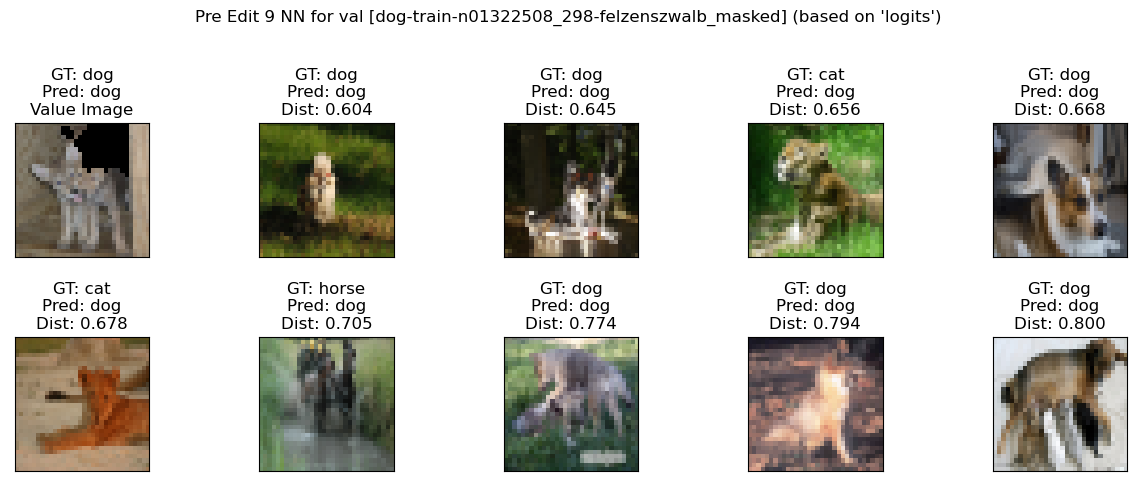 Pre Edit 9 NN for val [dog-train-n01322508_298-felzenszwalb_masked] (based on 'logits')
GT: dog
Pred: dog
Value Image
GT: dog
Pred: dog
Dist: 0.604
GT: dog
Pred: dog
Dist: 0.645
GT: cat
Pred: dog
Dist: 0.656
GT: dog
Pred: dog
Dist: 0.668
GT: cat
Pred: dog
Dist: 0.678
GT: horse
Pred: dog
Dist: 0.705
GT: dog
Pred: dog
Dist: 0.774
GT: dog
Pred: dog
Dist: 0.794
GT: dog
Pred: dog
Dist: 0.800